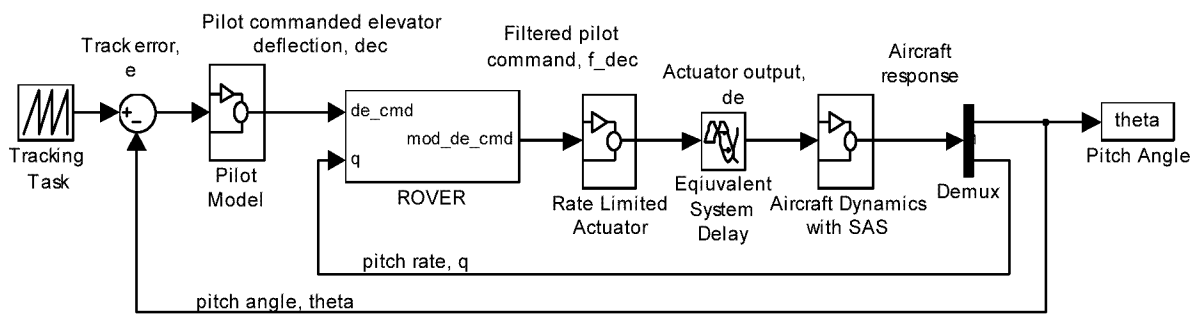 Pilot commanded elevator
deflection, dec
Track error,
e
Filtered pilot
command, f_dec
Actuator output,
de
Aircraft
response
Tracking
Task
+
−
Pilot
Model
de_cmd
mod_de_cmd
q
ROVER
Rate Limited
Actuator
Eqiuvalent
System
Delay
Aircraft Dynamics
with SAS
Demux
theta
Pitch Angle
pitch rate, q
pitch angle, theta